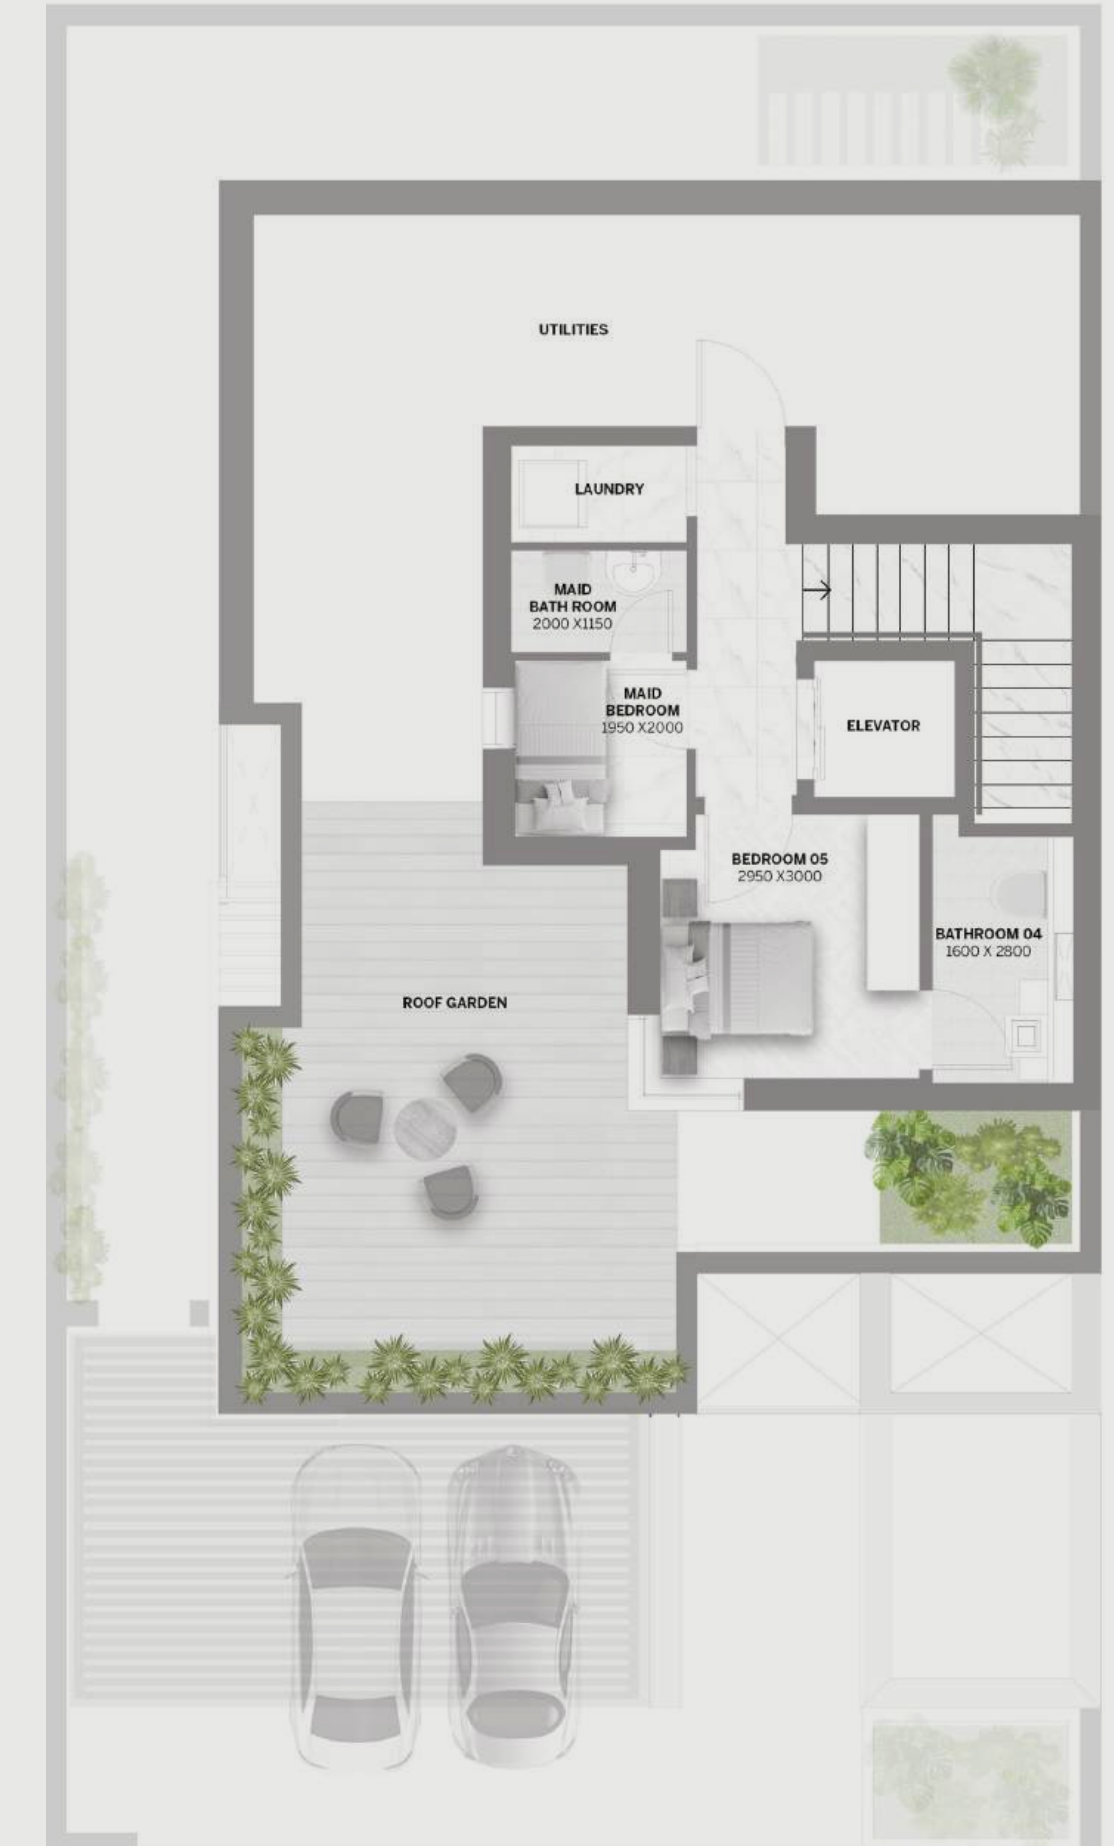 UTILITIES
LAUNDRY
MAID
BATH ROOM
2000 X1150
MAID
BEDROOM
1950 X2000
ELEVATOR
BEDROOM 05
2950 X3000
BATHROOM 04
1600 X 2800
ROOF GARDEN